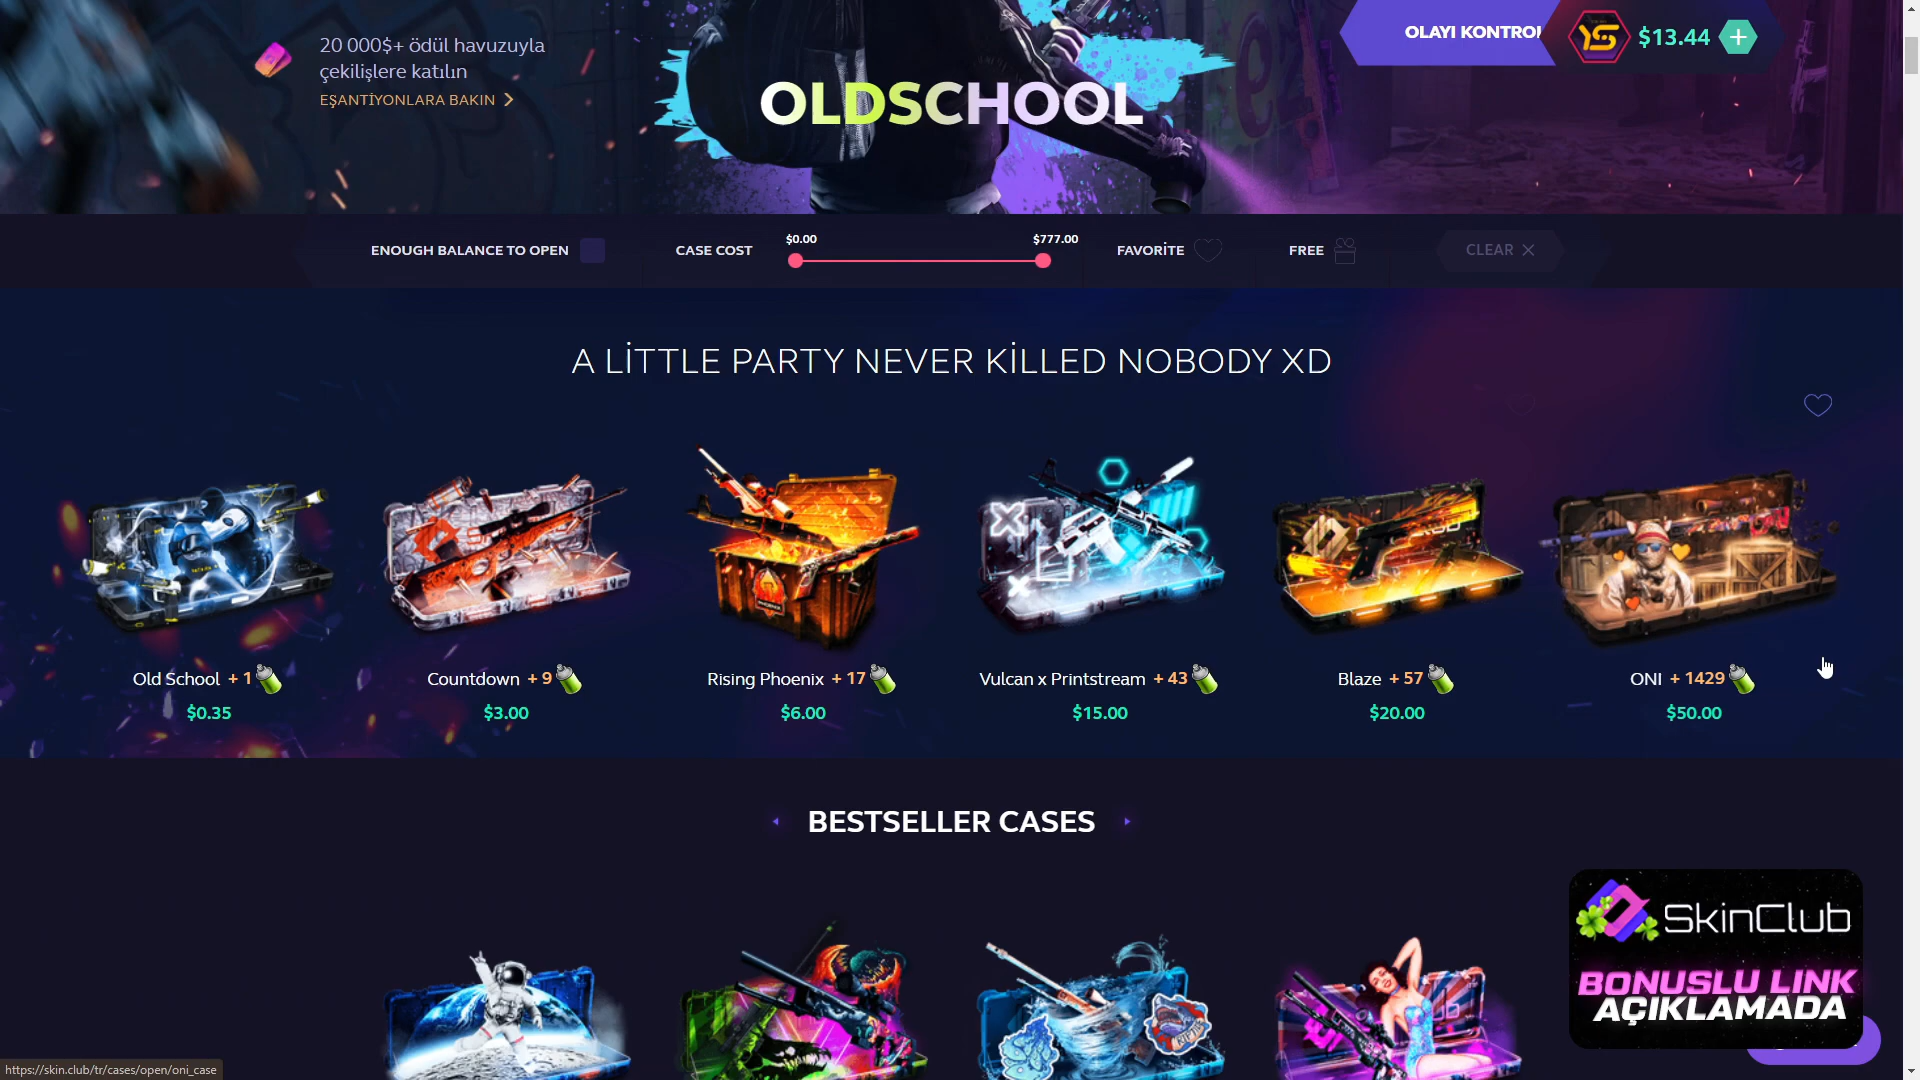 20 000$+ ödül havuzuyla
çekilişlere katılın
EŞANTİYONLARA BAKIN
OLDSCHOOL
OLAYI KONTRO
YS
$13.44
ENOUGH BALANCE TO OPEN
CASE COST
$0.00
$777.00
FAVORİTE
FREE
CLEAR
A LİTTLE PARTY NEVER KİLLED NOBODY XD
Old School + 1
$0.35
Countdown + 9
$3.00
Rising Phoenix + 17
$6.00
Vulcan x Printstream + 43
$15.00
Blaze + 57
$20.00
ONI + 1429
$50.00
BESTSELLER CASES
SkinClub
BONUSLU LINK
AÇIKLAMADA
https://skin.club/tr/cases/open/oni_case